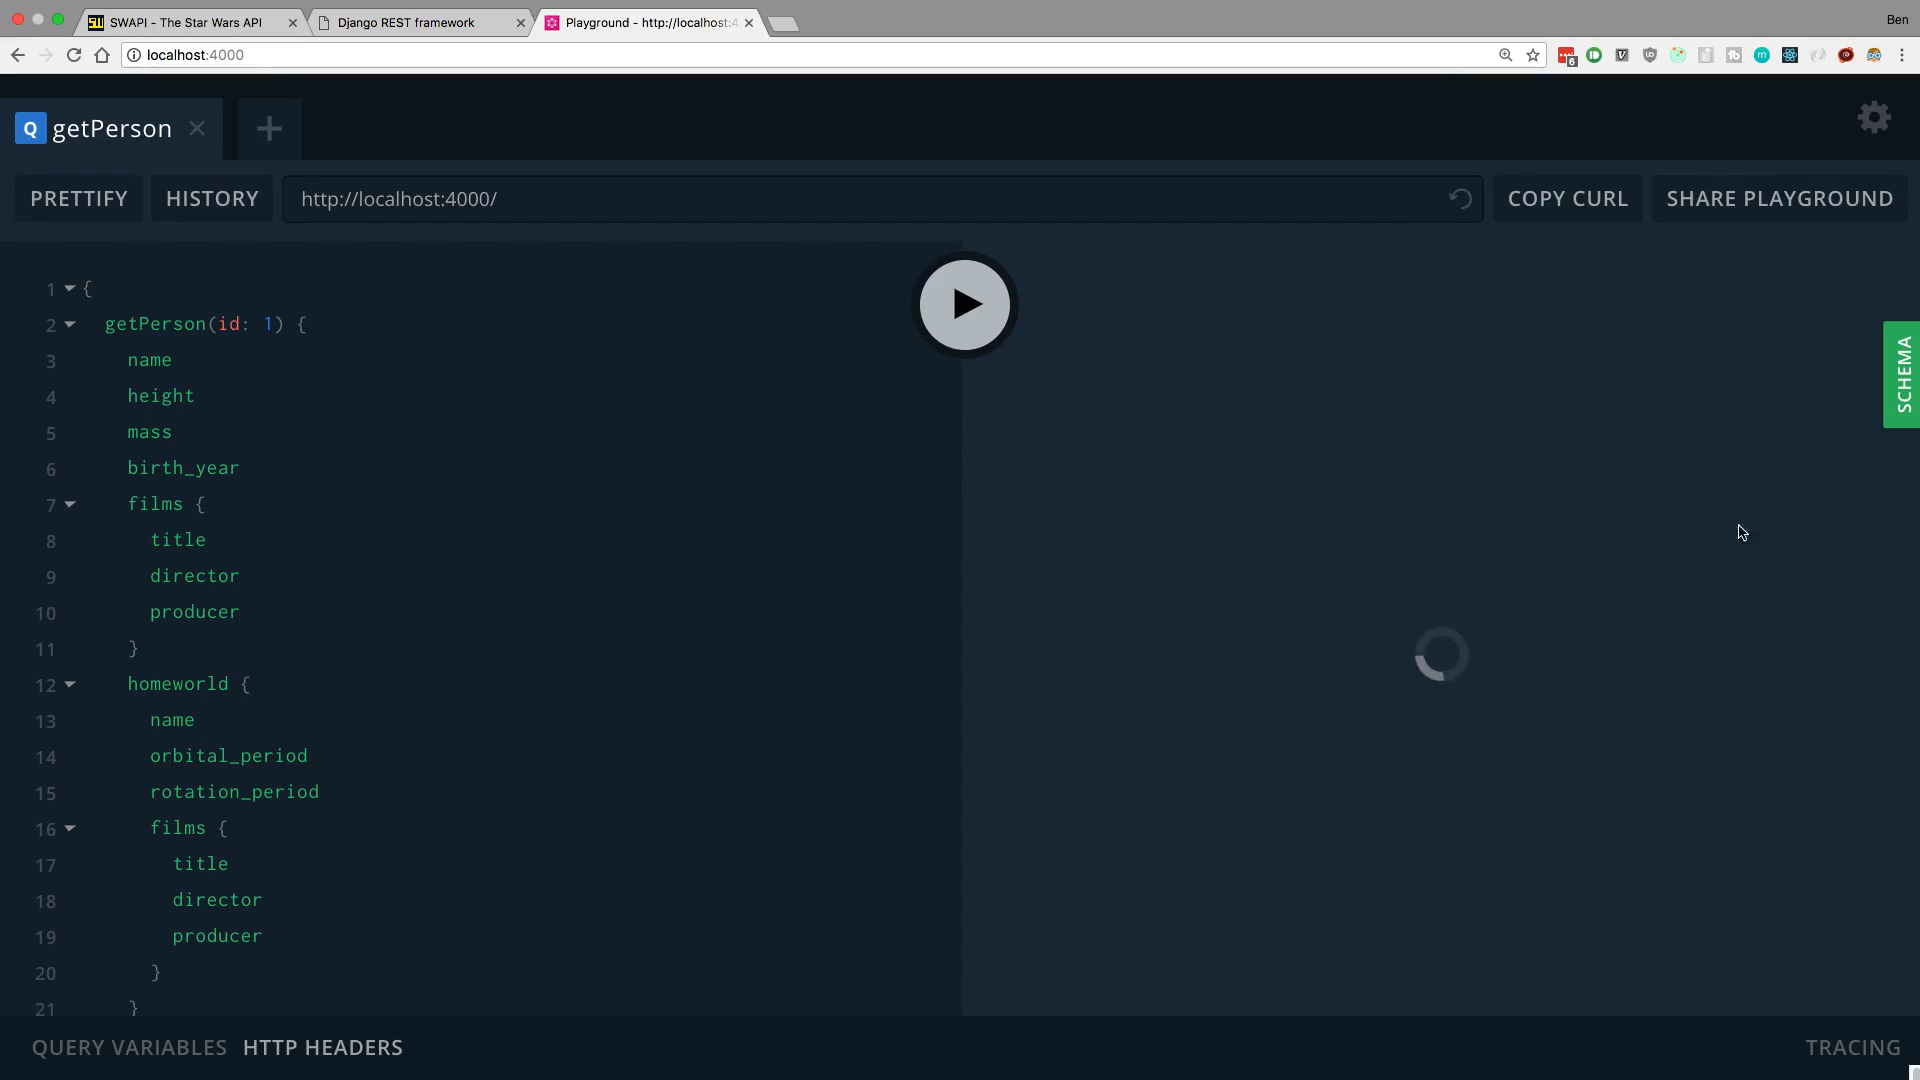 SWAPI - The Star Wars API
Django REST framework
Playground - http://localhost:4
Ben
localhost:4000
6
Q getPerson
PRETTIFY
HISTORY
http://localhost:4000/
COPY CURL
SHARE PLAYGROUND
1 {
2 getPerson(id: 1) {
3 name
4 height
5 mass
6 birth_year
7 films {
8 title
9 director
10 producer
11 }
12 homeworld {
13 name
14 orbital_period
15 rotation_period
16 films {
17 title
18 director
19 producer
20 }
21 }
SCHEMA
QUERY VARIABLES HTTP HEADERS
TRACING